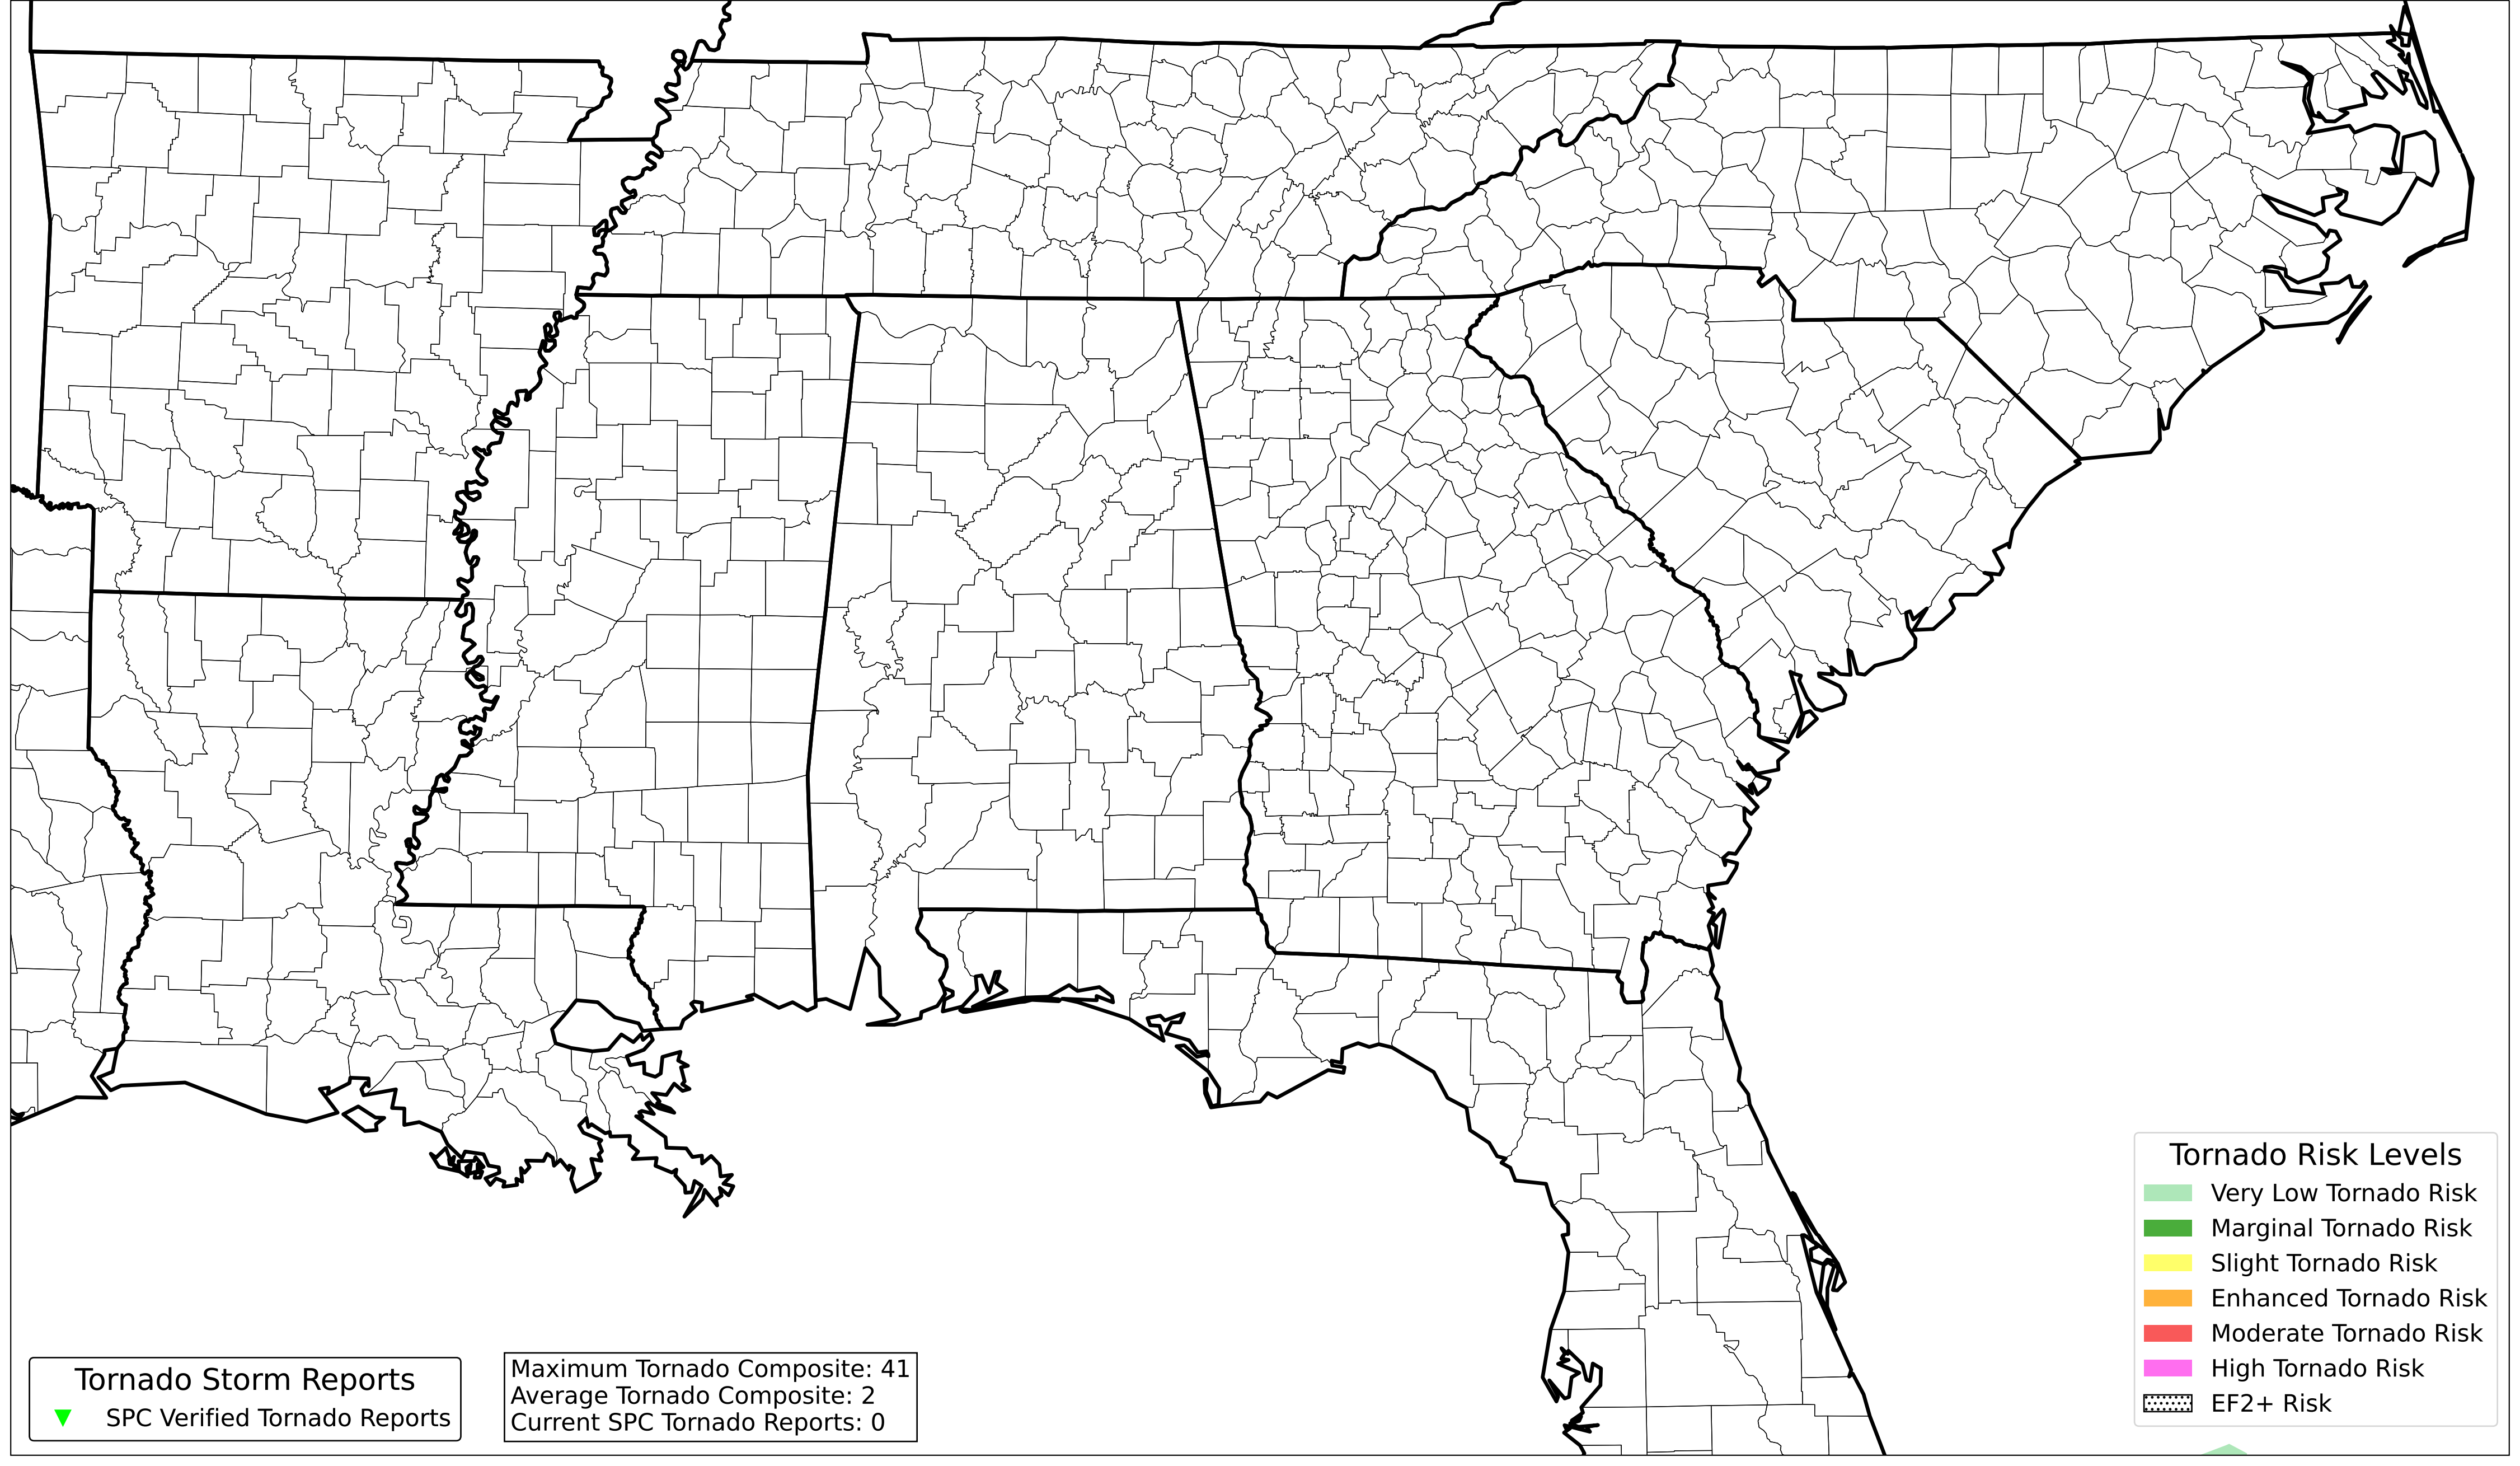 Tornado Risk Levels
Very Low Tornado Risk
Marginal Tornado Risk
Slight Tornado Risk
Enhanced Tornado Risk
Moderate Tornado Risk
High Tornado Risk
EF2+ Risk
Tornado Storm Reports
SPC Verified Tornado Reports
Maximum Tornado Composite: 41
Average Tornado Composite: 2
Current SPC Tornado Reports: 0